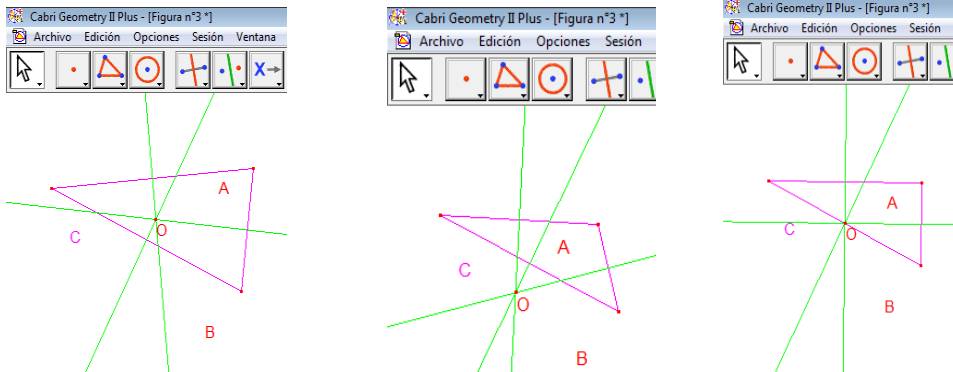 Cabri Geometry II Plus - [Figura n°3 *]
Archivo Edición Opciones Sesión Ventana
X
A
O
C
B
Cabri Geometry II Plus - [Figura n°3 *]
Archivo Edición Opciones Sesión
A
C
O
B
Cabri Geometry II Plus - [Figura n°3 *]
Archivo Edición Opciones Sesión
A
C
O
B